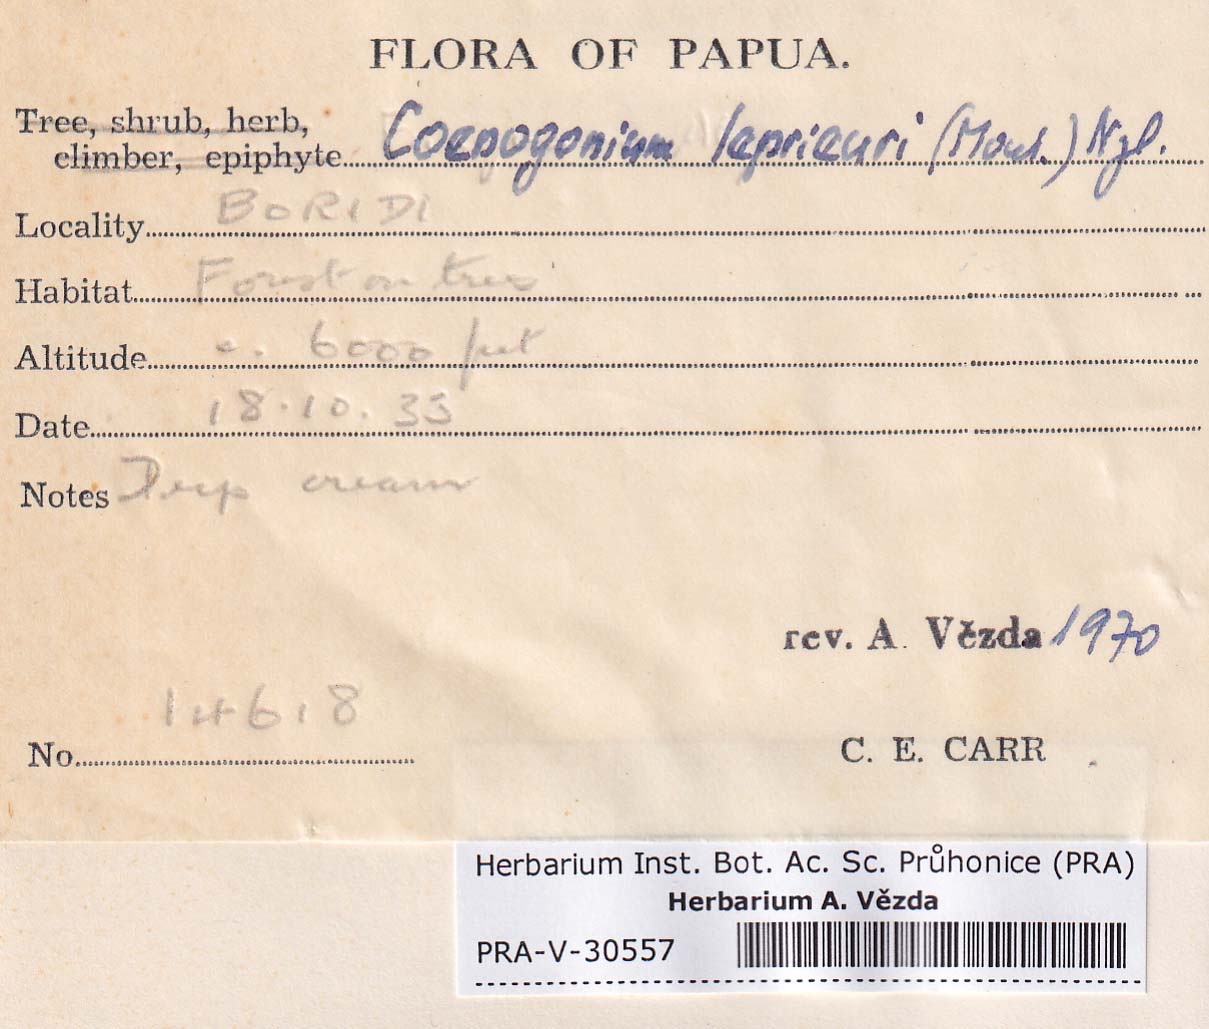 FLORA OF PAPUA.
Tree, shrub, herb,
climber, epiphyte Coenogonium leprieuri (Mont.) Nyl.
Locality BORIDI
Habitat Forest on trees
Altitude c. 6000 feet
Date 18.10.35
Notes Deep cream
rev. A. Vězda 1970
No. 14618
C. E. CARR
Herbarium Inst. Bot. Ac. Sc. Průhonice (PRA)
Herbarium A. Vězda
PRA-V-30557